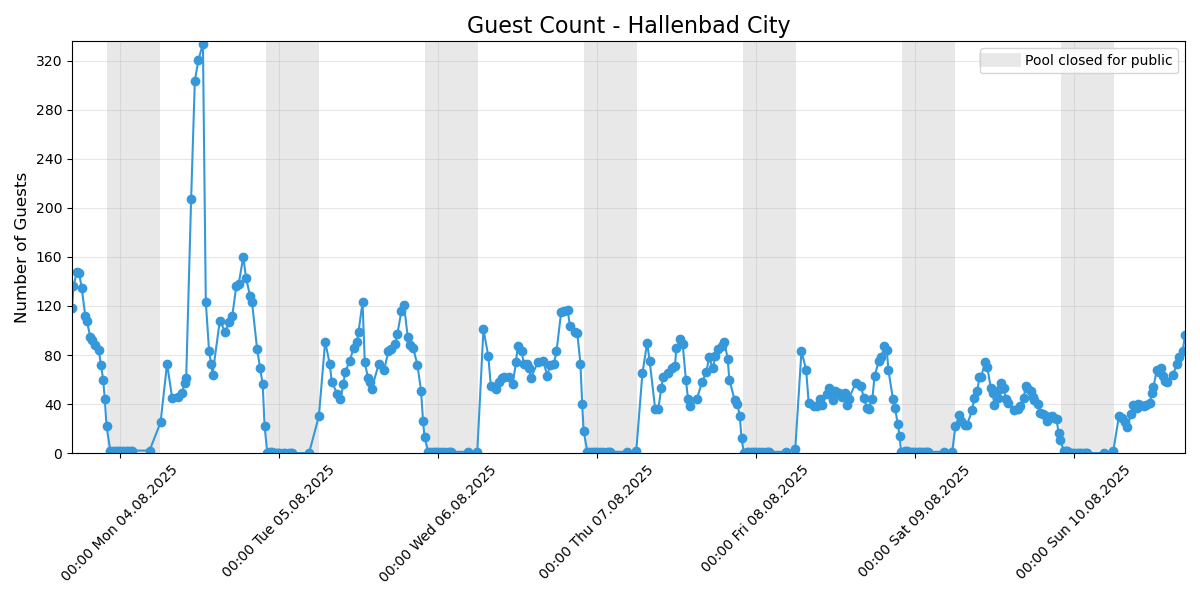 Guest Count - Hallenbad City
Pool closed for public
Number of Guests
320
280
240
200
160
120
80
40
0
00:00 Mon 04.08.2025
00:00 Tue 05.08.2025
00:00 Wed 06.08.2025
00:00 Thu 07.08.2025
00:00 Fri 08.08.2025
00:00 Sat 09.08.2025
00:00 Sun 10.08.2025